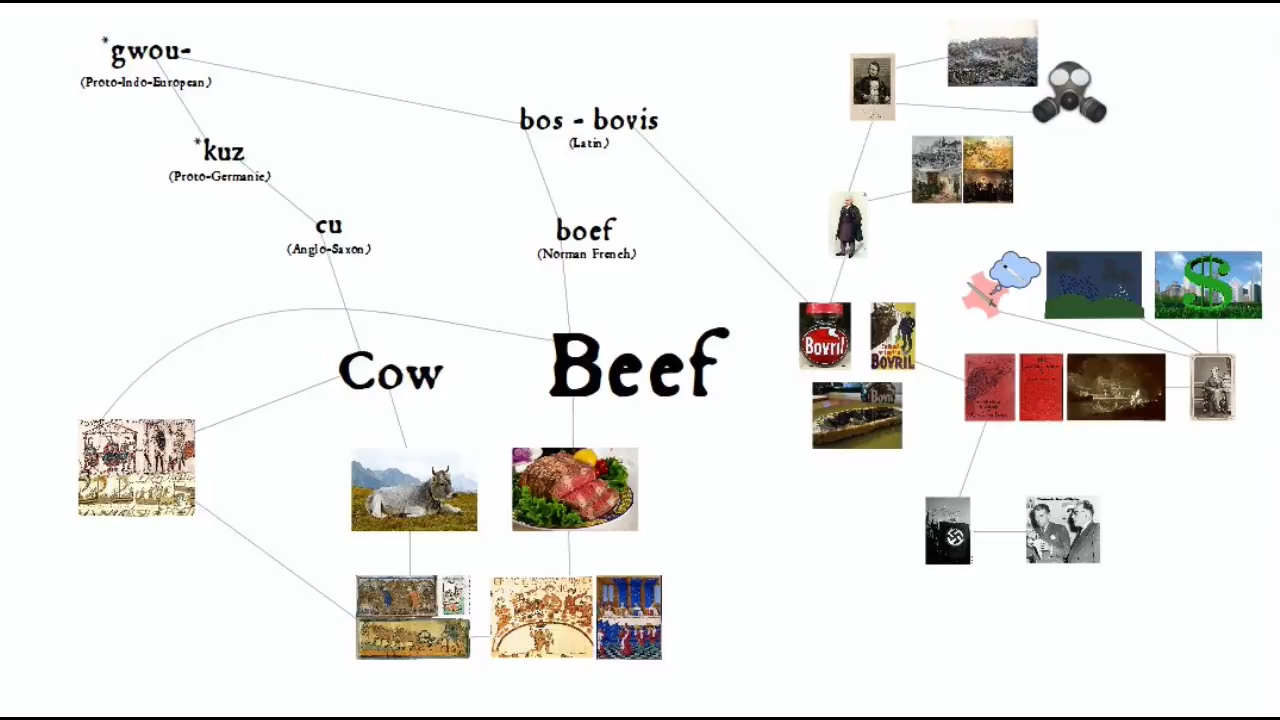 *gwou-
(Proto-Indo-European)
bos - bovis
(Latin)
*kuz
(Proto-Germanic)
cu
(Anglo-Saxon)
boef
(Norman French)
Cow
Beef
Bovril
BOVRIL
$